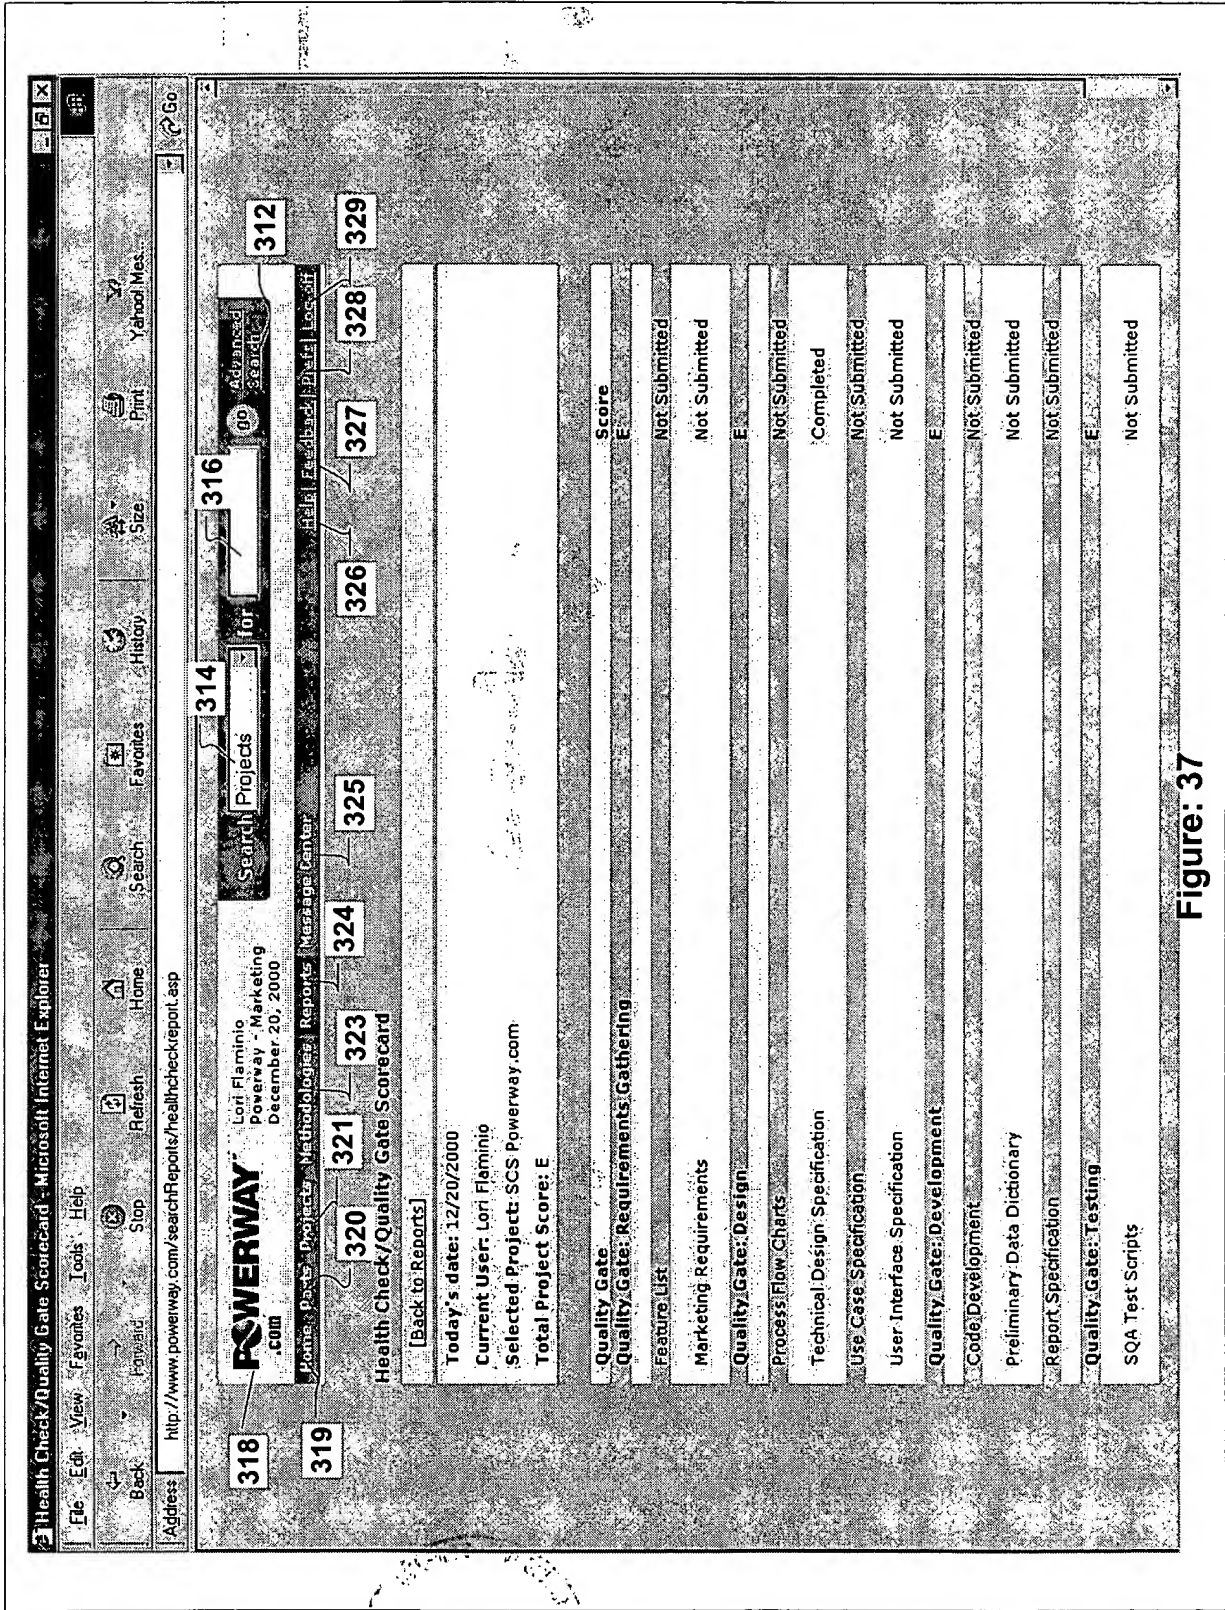 Health Check/Quality Gate Scorecard - Microsoft Internet Explorer
File Edit View Favorites Tools Help
Back Forward Stop Refresh Home Search Favorites History Size Print Yahoo! Mes...
Address http://www.powerway.com/searchReports/healthcheckreport.asp Go
314 316
318 POWERWAY .com
Lori Flaminio
Powerway - Marketing
December 20, 2000
Search Projects for go Advanced Search
312
319 Home Parts Projects Methodologies Reports Message Center Help Feedback Prefs Log off
320 321 323 324 325 326 327 328 329
Health Check/Quality Gate Scorecard
[Back to Reports]
Today's date: 12/20/2000
Current User: Lori Flaminio
Selected Project: SCS Powerway.com
Total Project Score: E
Quality Gate Score
Quality Gate: Requirements Gathering E
Feature List Not Submitted
Marketing Requirements Not Submitted
Quality Gate: Design E
Process Flow Charts Not Submitted
Technical Design Specification Completed
Use Case Specification Not Submitted
User Interface Specification Not Submitted
Quality Gate: Development E
Code Development Not Submitted
Preliminary Data Dictionary Not Submitted
Report Specification Not Submitted
Quality Gate: Testing E
SQA Test Scripts Not Submitted
Figure: 37